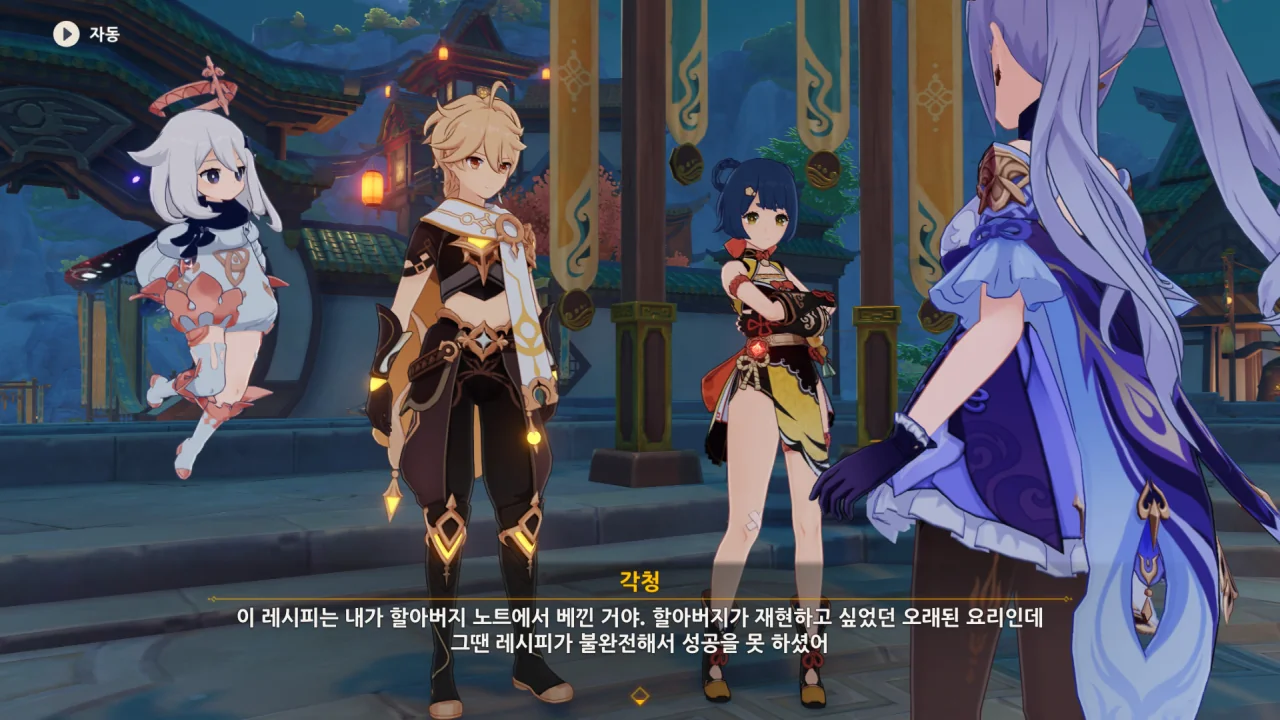 자동
각청
이 레시피는 내가 할아버지 노트에서 베낀 거야. 할아버지가 재현하고 싶었던 오래된 요리인데
그땐 레시피가 불완전해서 성공을 못 하셨어